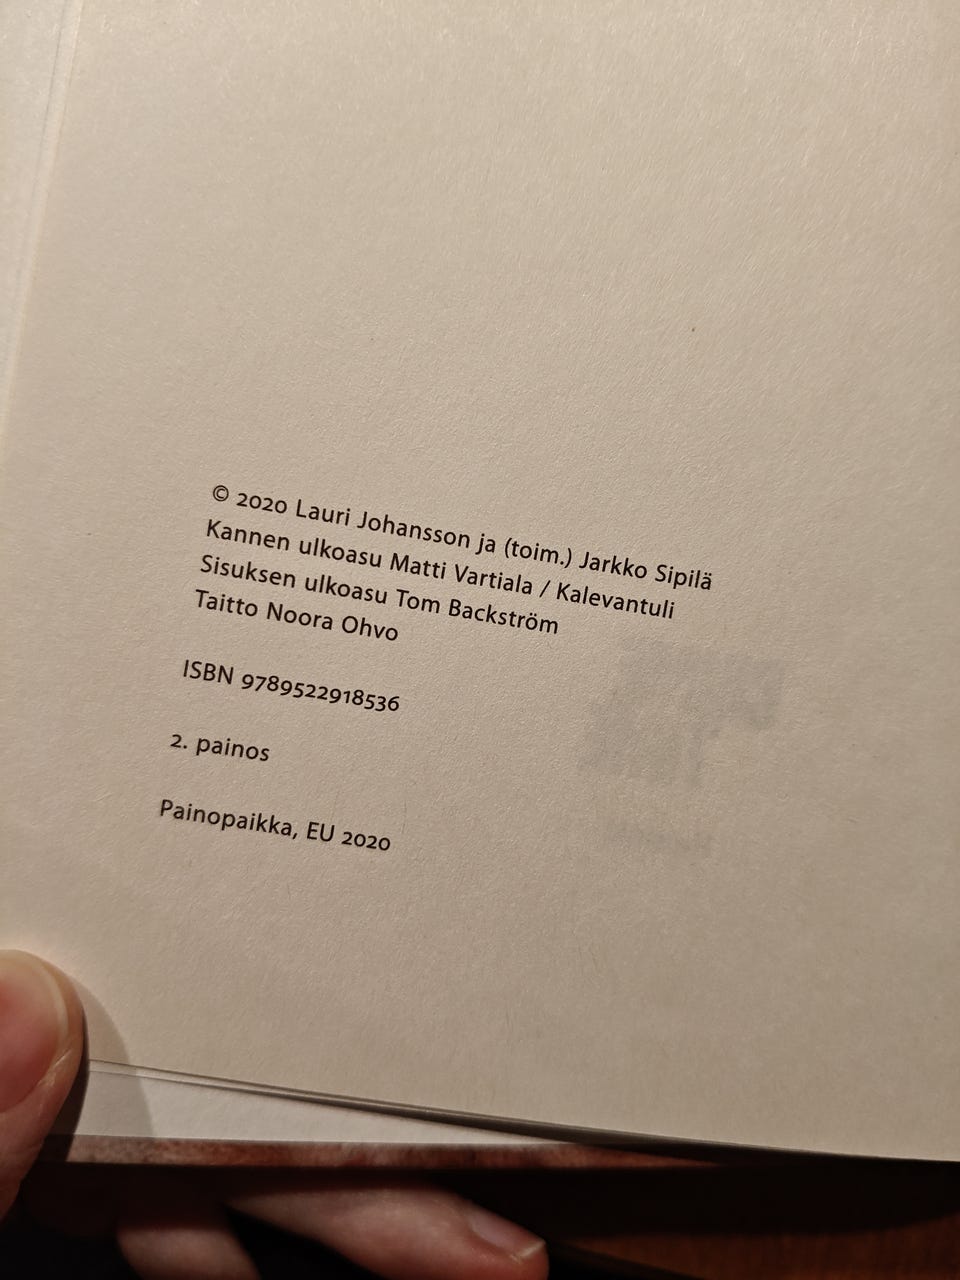 © 2020 Lauri Johansson ja (toim.) Jarkko Sipilä
Kannen ulkoasu Matti Vartiala / Kalevantuli
Sisuksen ulkoasu Tom Backström
Taitto Noora Ohvo
ISBN 9789522918536
2. painos
Painopaikka, EU 2020